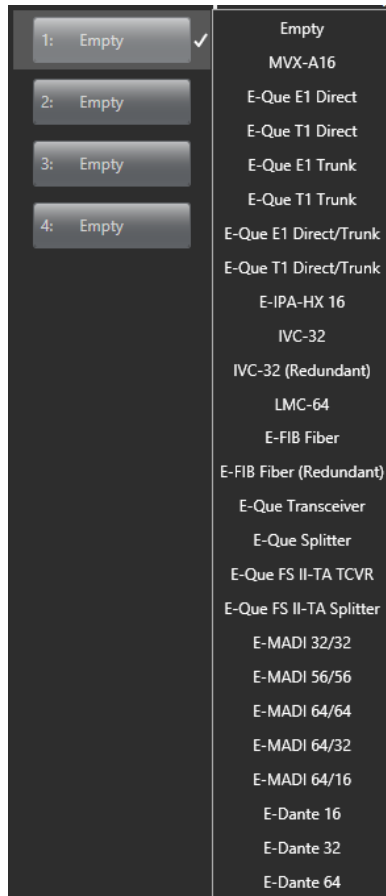 1: Empty
2: Empty
3: Empty
4: Empty
Empty
MVX-A16
E-Que E1 Direct
E-Que T1 Direct
E-Que E1 Trunk
E-Que T1 Trunk
E-Que E1 Direct/Trunk
E-Que T1 Direct/Trunk
E-IPA-HX 16
IVC-32
IVC-32 (Redundant)
LMC-64
E-FIB Fiber
E-FIB Fiber (Redundant)
E-Que Transceiver
E-Que Splitter
E-Que FS II-TA TCVR
E-Que FS II-TA Splitter
E-MADI 32/32
E-MADI 56/56
E-MADI 64/64
E-MADI 64/32
E-MADI 64/16
E-Dante 16
E-Dante 32
E-Dante 64